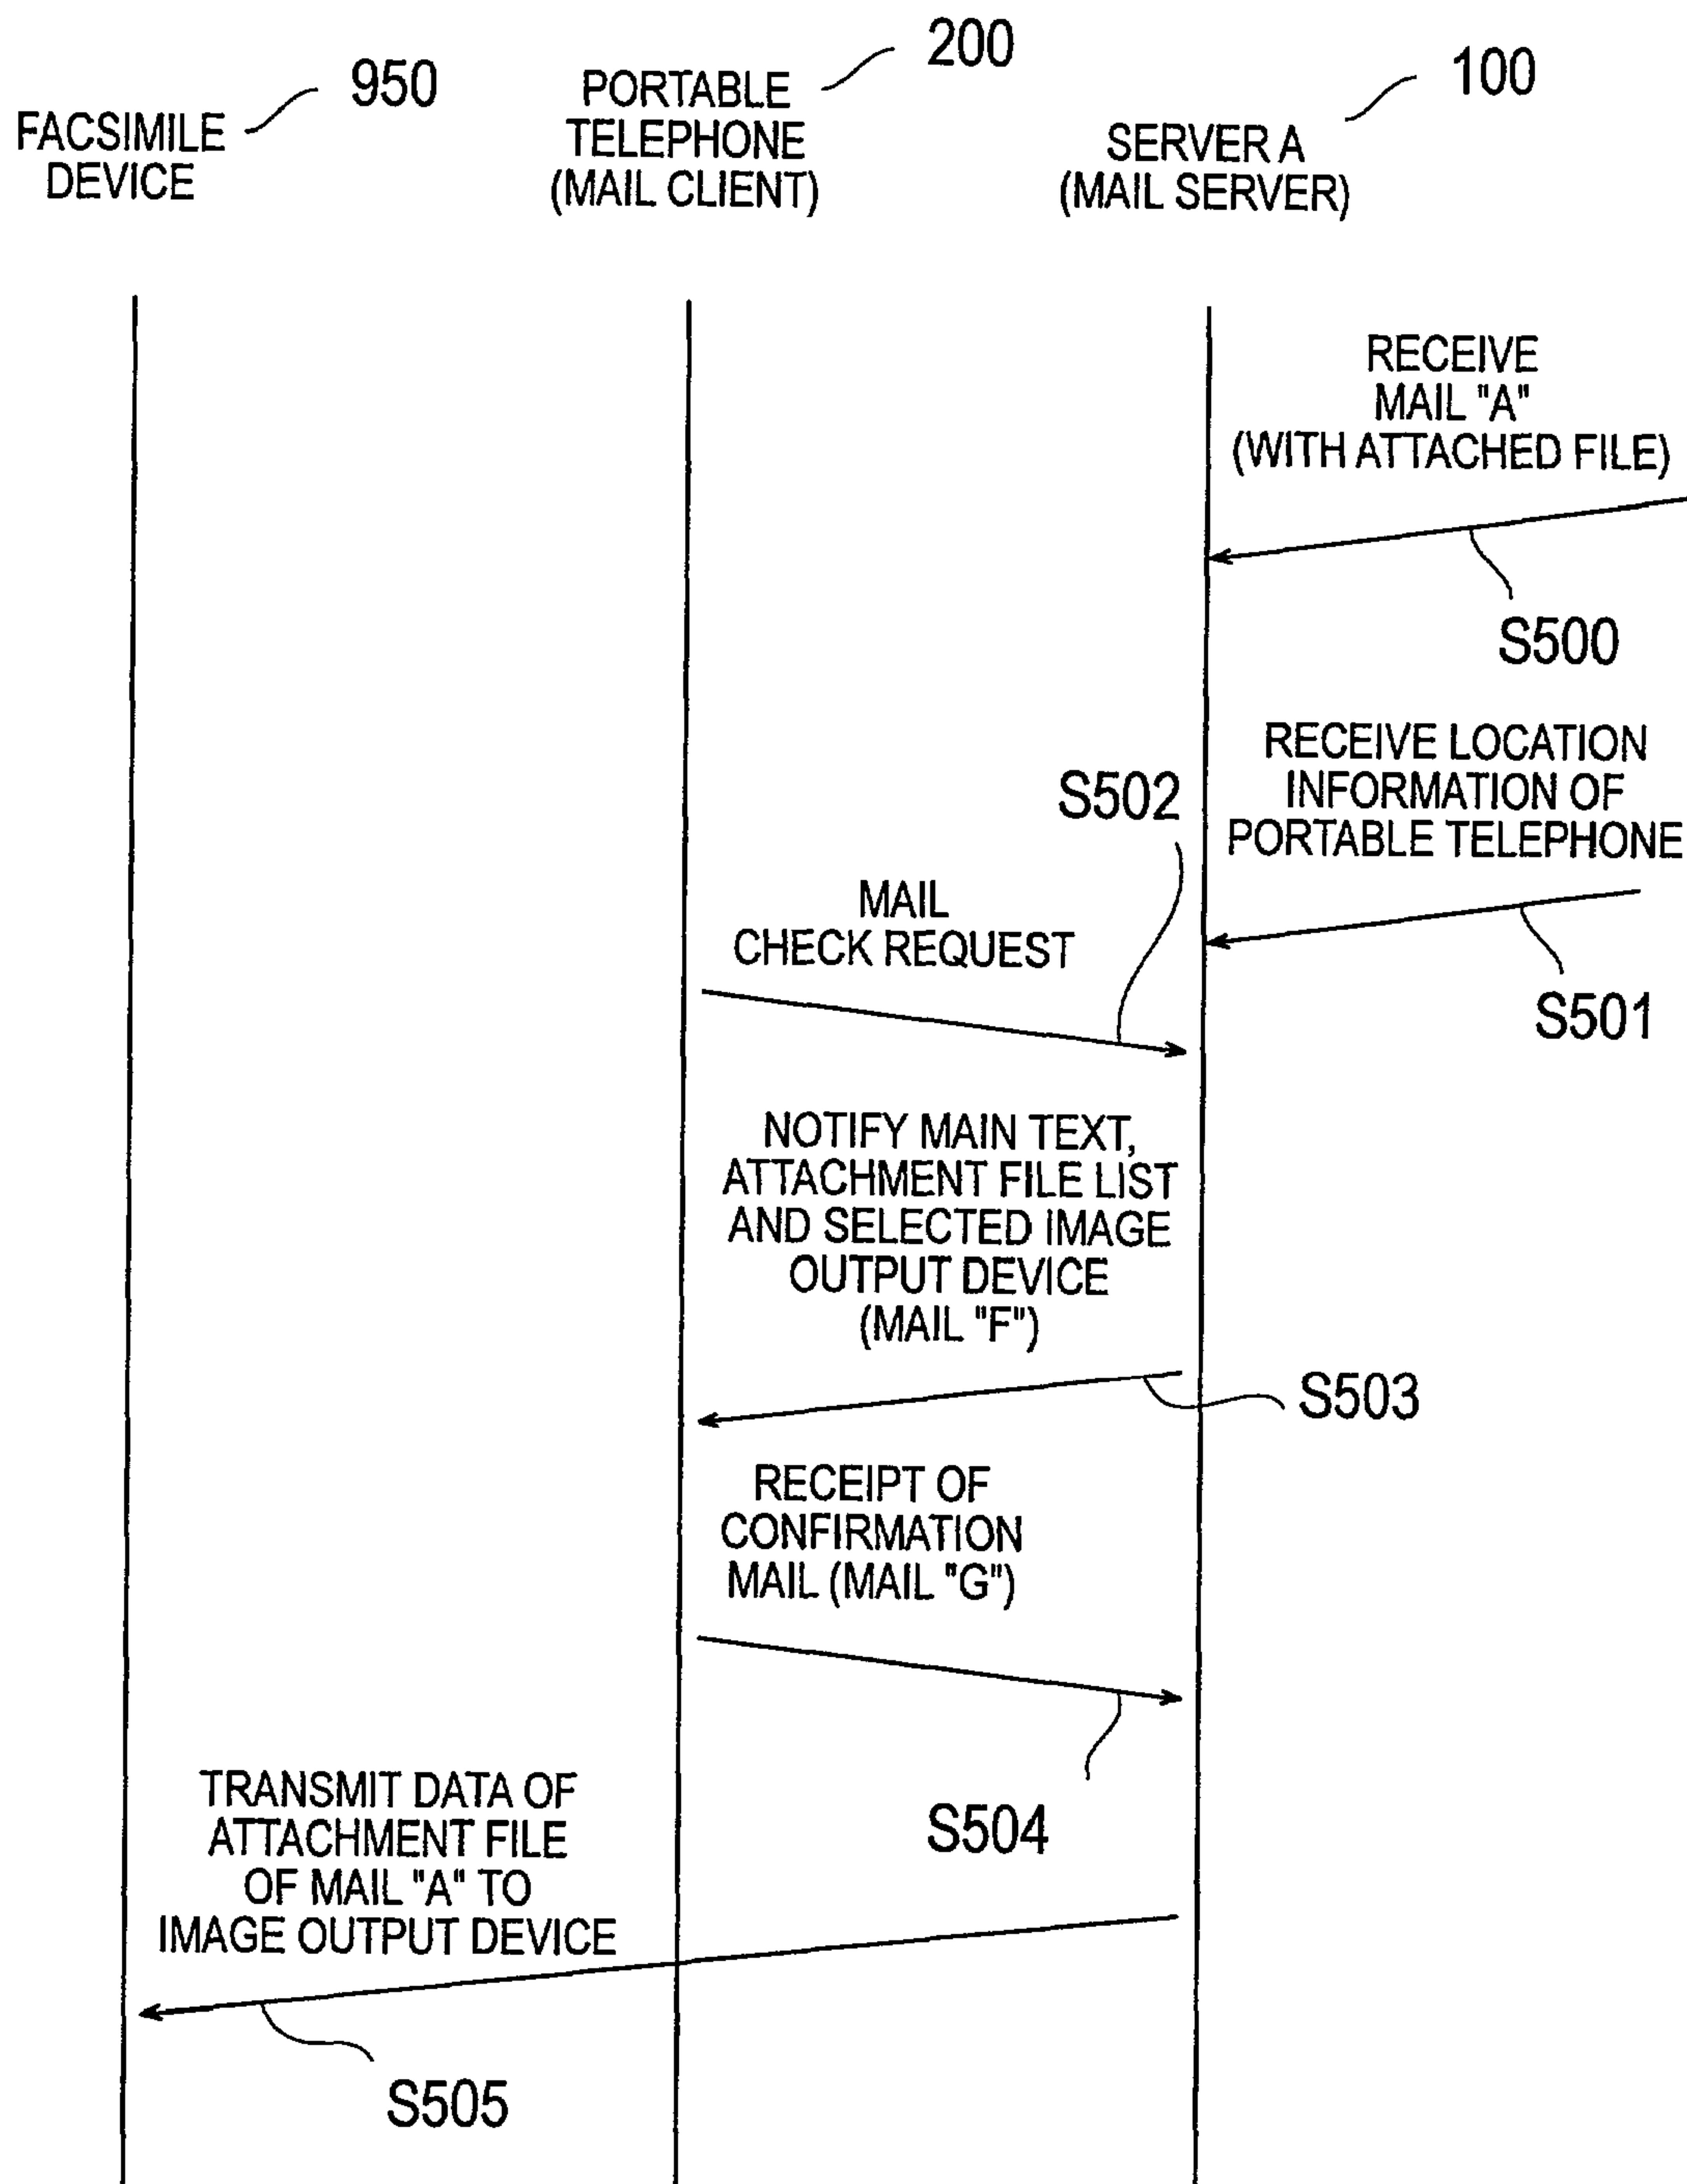 950
FACSIMILE
DEVICE
200
PORTABLE
TELEPHONE
(MAIL CLIENT)
100
SERVER A
(MAIL SERVER)
RECEIVE
MAIL "A"
(WITH ATTACHED FILE)
S500
RECEIVE LOCATION
INFORMATION OF
PORTABLE TELEPHONE
S501
S502
MAIL
CHECK REQUEST
NOTIFY MAIN TEXT,
ATTACHMENT FILE LIST
AND SELECTED IMAGE
OUTPUT DEVICE
(MAIL "F")
S503
RECEIPT OF
CONFIRMATION
MAIL (MAIL "G")
S504
TRANSMIT DATA OF
ATTACHMENT FILE
OF MAIL "A" TO
IMAGE OUTPUT DEVICE
S505